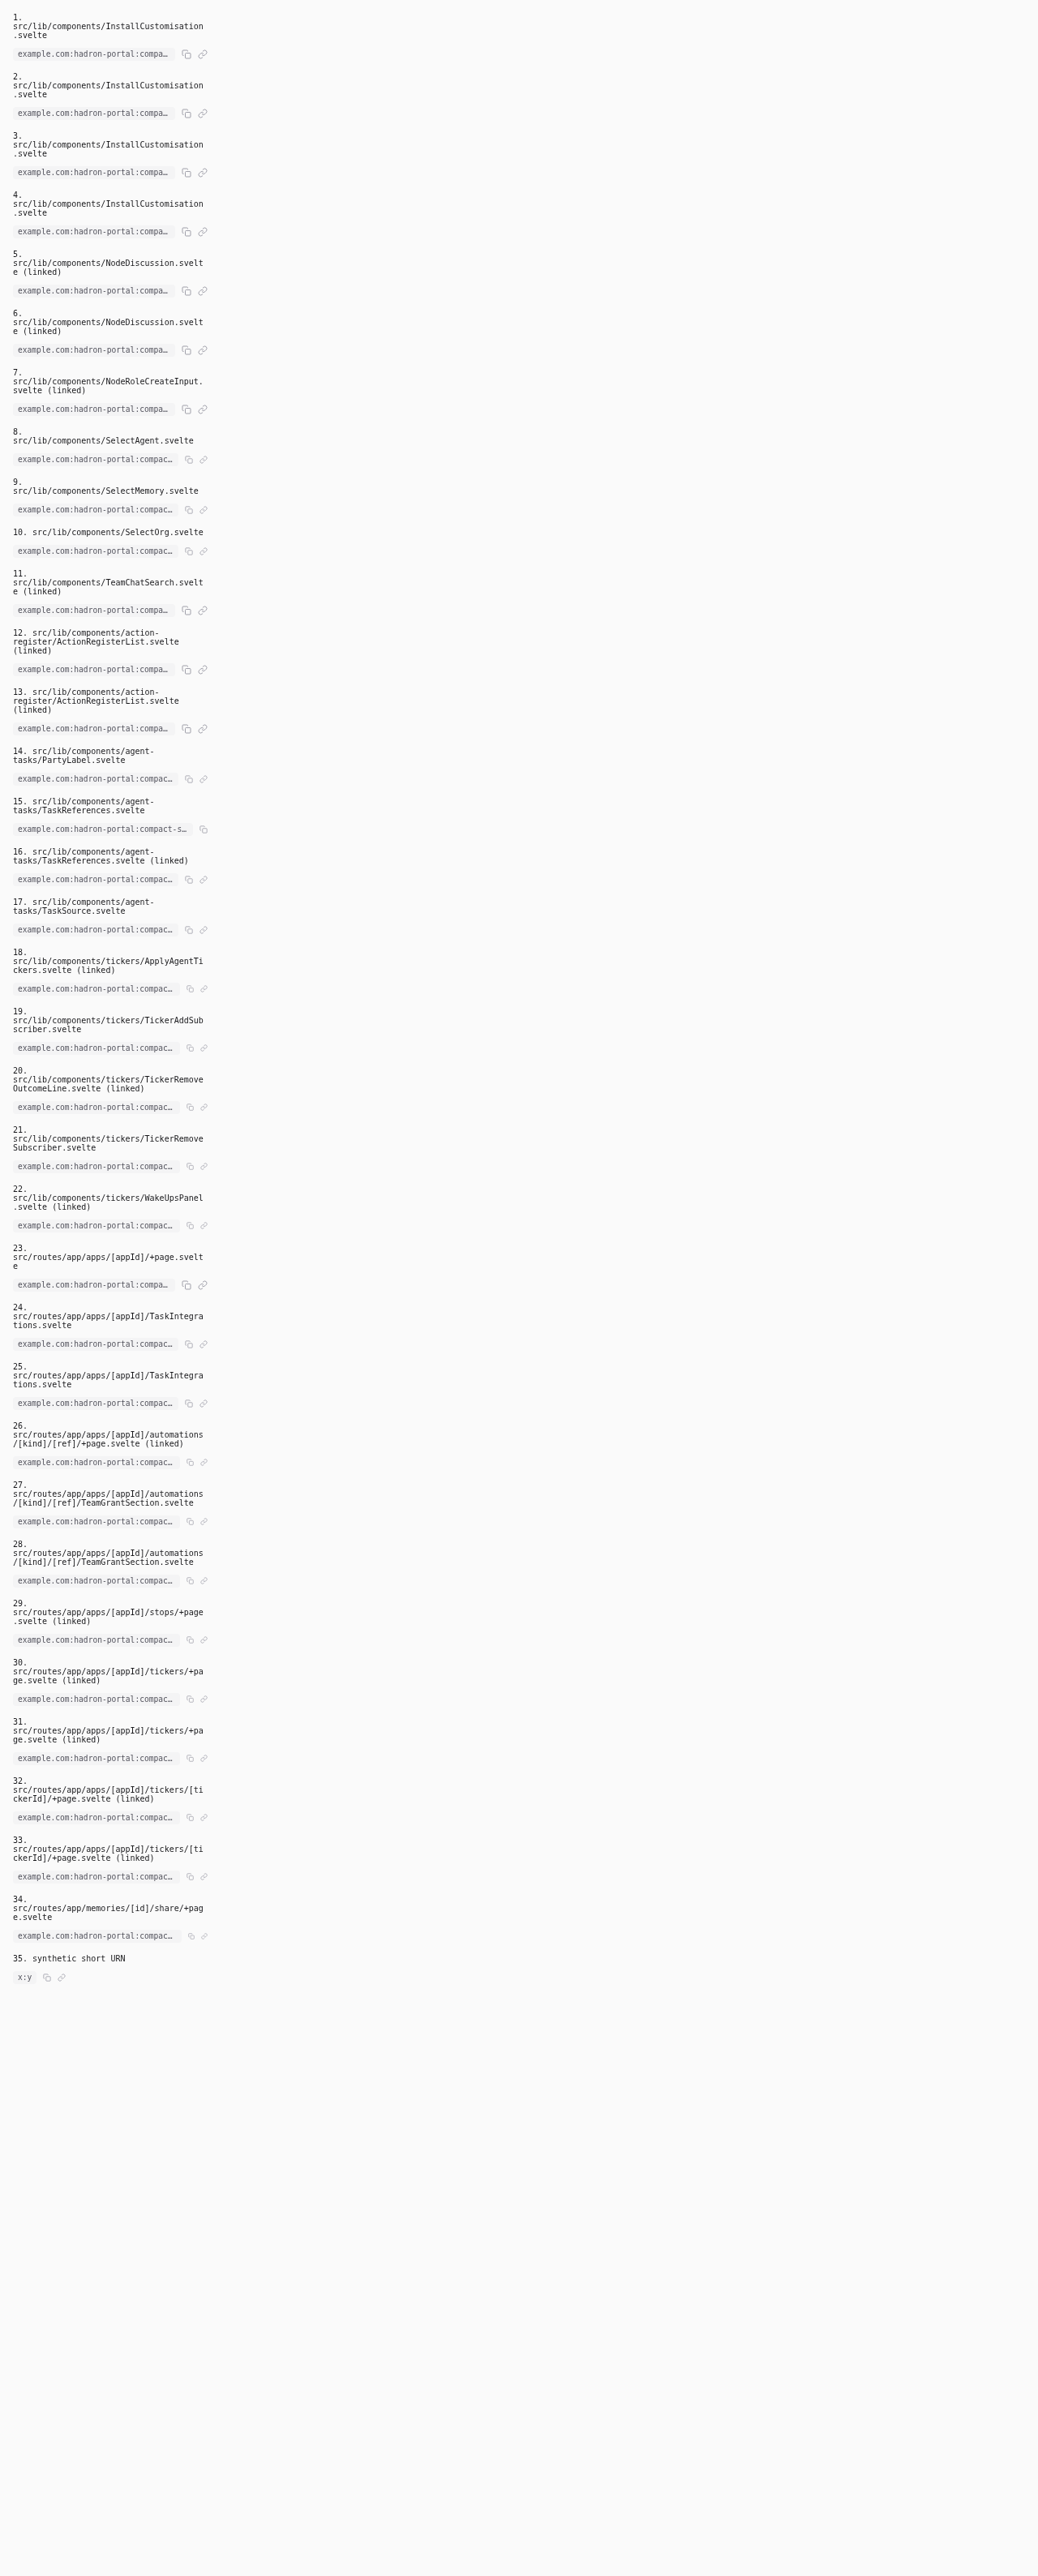 1.
src/lib/components/InstallCustomisation
.svelte
example.com:hadron-portal:compa…
2.
src/lib/components/InstallCustomisation
.svelte
example.com:hadron-portal:compa…
3.
src/lib/components/InstallCustomisation
.svelte
example.com:hadron-portal:compa…
4.
src/lib/components/InstallCustomisation
.svelte
example.com:hadron-portal:compa…
5.
src/lib/components/NodeDiscussion.svelt
e (linked)
example.com:hadron-portal:compa…
6.
src/lib/components/NodeDiscussion.svelt
e (linked)
example.com:hadron-portal:compa…
7.
src/lib/components/NodeRoleCreateInput.
svelte (linked)
example.com:hadron-portal:compa…
8.
src/lib/components/SelectAgent.svelte
example.com:hadron-portal:compac…
9.
src/lib/components/SelectMemory.svelte
example.com:hadron-portal:compac…
10. src/lib/components/SelectOrg.svelte
example.com:hadron-portal:compac…
11.
src/lib/components/TeamChatSearch.svelt
e (linked)
example.com:hadron-portal:compa…
12. src/lib/components/action-
register/ActionRegisterList.svelte
(linked)
example.com:hadron-portal:compa…
13. src/lib/components/action-
register/ActionRegisterList.svelte
(linked)
example.com:hadron-portal:compa…
14. src/lib/components/agent-
tasks/PartyLabel.svelte
example.com:hadron-portal:compac…
15. src/lib/components/agent-
tasks/TaskReferences.svelte
example.com:hadron-portal:compact-s…
16. src/lib/components/agent-
tasks/TaskReferences.svelte (linked)
example.com:hadron-portal:compac…
17. src/lib/components/agent-
tasks/TaskSource.svelte
example.com:hadron-portal:compac…
18.
src/lib/components/tickers/ApplyAgentTi
ckers.svelte (linked)
example.com:hadron-portal:compac…
19.
src/lib/components/tickers/TickerAddSub
scriber.svelte
example.com:hadron-portal:compac…
20.
src/lib/components/tickers/TickerRemove
OutcomeLine.svelte (linked)
example.com:hadron-portal:compac…
21.
src/lib/components/tickers/TickerRemove
Subscriber.svelte
example.com:hadron-portal:compac…
22.
src/lib/components/tickers/WakeUpsPanel
.svelte (linked)
example.com:hadron-portal:compac…
23.
src/routes/app/apps/[appId]/+page.svelt
e
example.com:hadron-portal:compa…
24.
src/routes/app/apps/[appId]/TaskIntegra
tions.svelte
example.com:hadron-portal:compac…
25.
src/routes/app/apps/[appId]/TaskIntegra
tions.svelte
example.com:hadron-portal:compac…
26.
src/routes/app/apps/[appId]/automations
/[kind]/[ref]/+page.svelte (linked)
example.com:hadron-portal:compac…
27.
src/routes/app/apps/[appId]/automations
/[kind]/[ref]/TeamGrantSection.svelte
example.com:hadron-portal:compac…
28.
src/routes/app/apps/[appId]/automations
/[kind]/[ref]/TeamGrantSection.svelte
example.com:hadron-portal:compac…
29.
src/routes/app/apps/[appId]/stops/+page
.svelte (linked)
example.com:hadron-portal:compac…
30.
src/routes/app/apps/[appId]/tickers/+pa
ge.svelte (linked)
example.com:hadron-portal:compac…
31.
src/routes/app/apps/[appId]/tickers/+pa
ge.svelte (linked)
example.com:hadron-portal:compac…
32.
src/routes/app/apps/[appId]/tickers/[ti
ckerId]/+page.svelte (linked)
example.com:hadron-portal:compac…
33.
src/routes/app/apps/[appId]/tickers/[ti
ckerId]/+page.svelte (linked)
example.com:hadron-portal:compac…
34.
src/routes/app/memories/[id]/share/+pag
e.svelte
example.com:hadron-portal:compac…
35. synthetic short URN
x:y